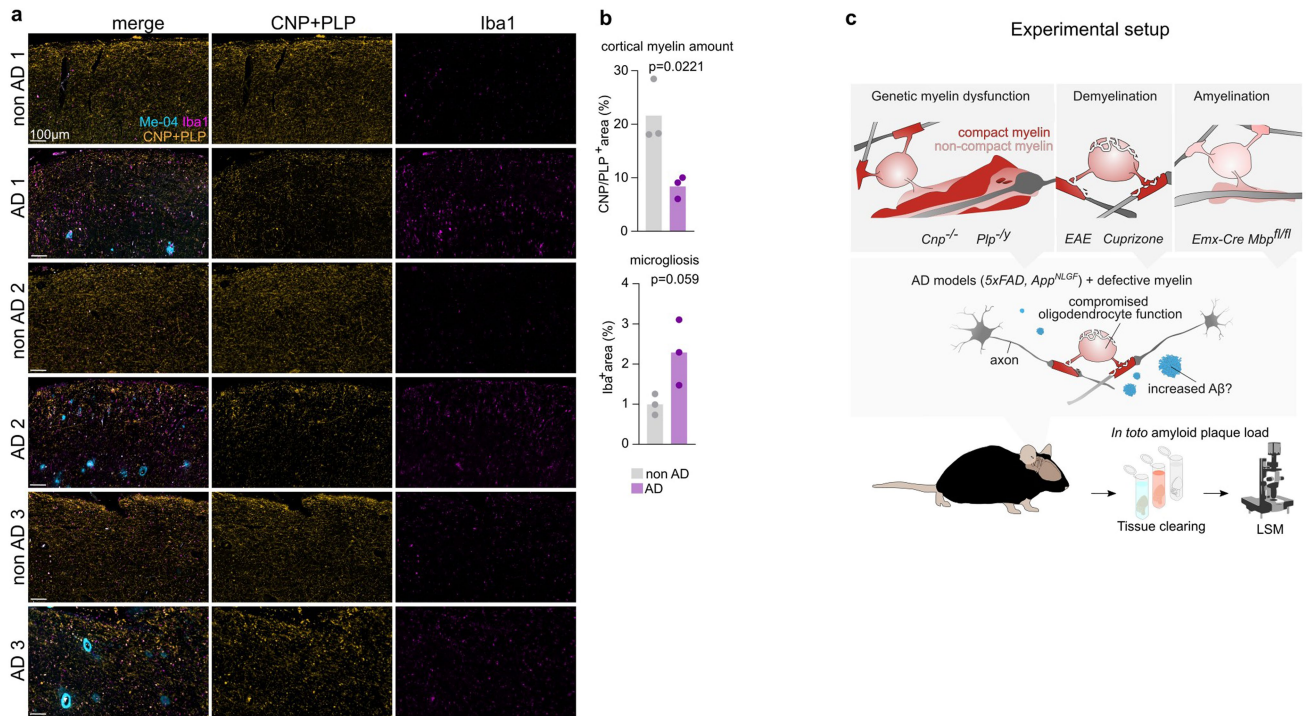 a
merge
CNP+PLP
Iba1
non AD 1
100µm
Me-04 Iba1
CNP+PLP
AD 1
non AD 2
AD 2
non AD 3
AD 3
b
cortical myelin amount
p=0.0221
30
20
10
0
CNP/PLP + area (%)
microgliosis
p=0.059
4
3
2
1
0
Iba+ area (%)
non AD
AD
c
Experimental setup
Genetic myelin dysfunction
Demyelination
Amyelination
compact myelin
non-compact myelin
Cnp-/- Plp-/y
EAE Cuprizone
Emx-Cre Mbpfl/fl
AD models (5xFAD, AppNLGF) + defective myelin
compromised
oligodendrocyte function
axon
increased Aβ?
In toto amyloid plaque load
Tissue clearing
LSM